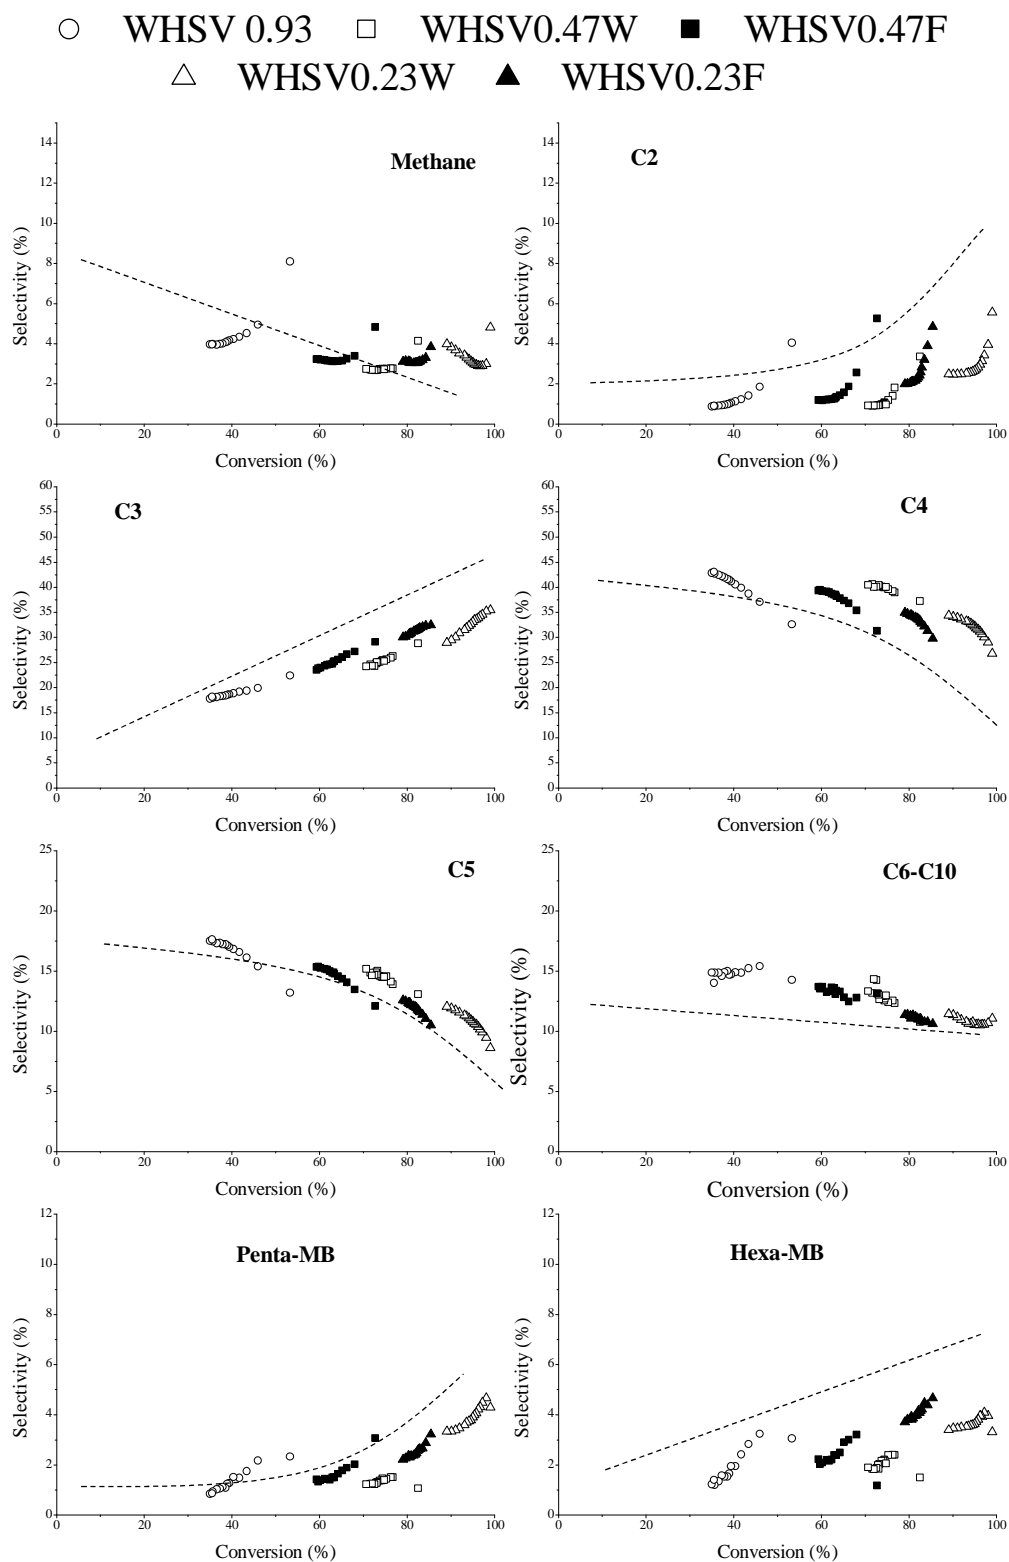 WHSV 0.93 WHSV0.47W WHSV0.47F
WHSV0.23W WHSV0.23F
Methane
Selectivity (%)
14
12
10
8
6
4
2
0
0 20 40 60 80 100
Conversion (%)
C2
Selectivity (%)
14
12
10
8
6
4
2
0
0 20 40 60 80 100
Conversion (%)
C3
Selectivity (%)
60
55
50
45
40
35
30
25
20
15
10
5
0
0 20 40 60 80 100
Conversion (%)
C4
Selectivity (%)
60
55
50
45
40
35
30
25
20
15
10
5
0
0 20 40 60 80 100
Conversion (%)
C5
Selectivity (%)
25
20
15
10
5
0
0 20 40 60 80 100
Conversion (%)
C6-C10
Selectivity (%)
25
20
15
10
5
0
0 20 40 60 80 100
Conversion (%)
Penta-MB
Selectivity (%)
12
10
8
6
4
2
0
0 20 40 60 80 100
Conversion (%)
Hexa-MB
Selectivity (%)
12
10
8
6
4
2
0
0 20 40 60 80 100
Conversion (%)